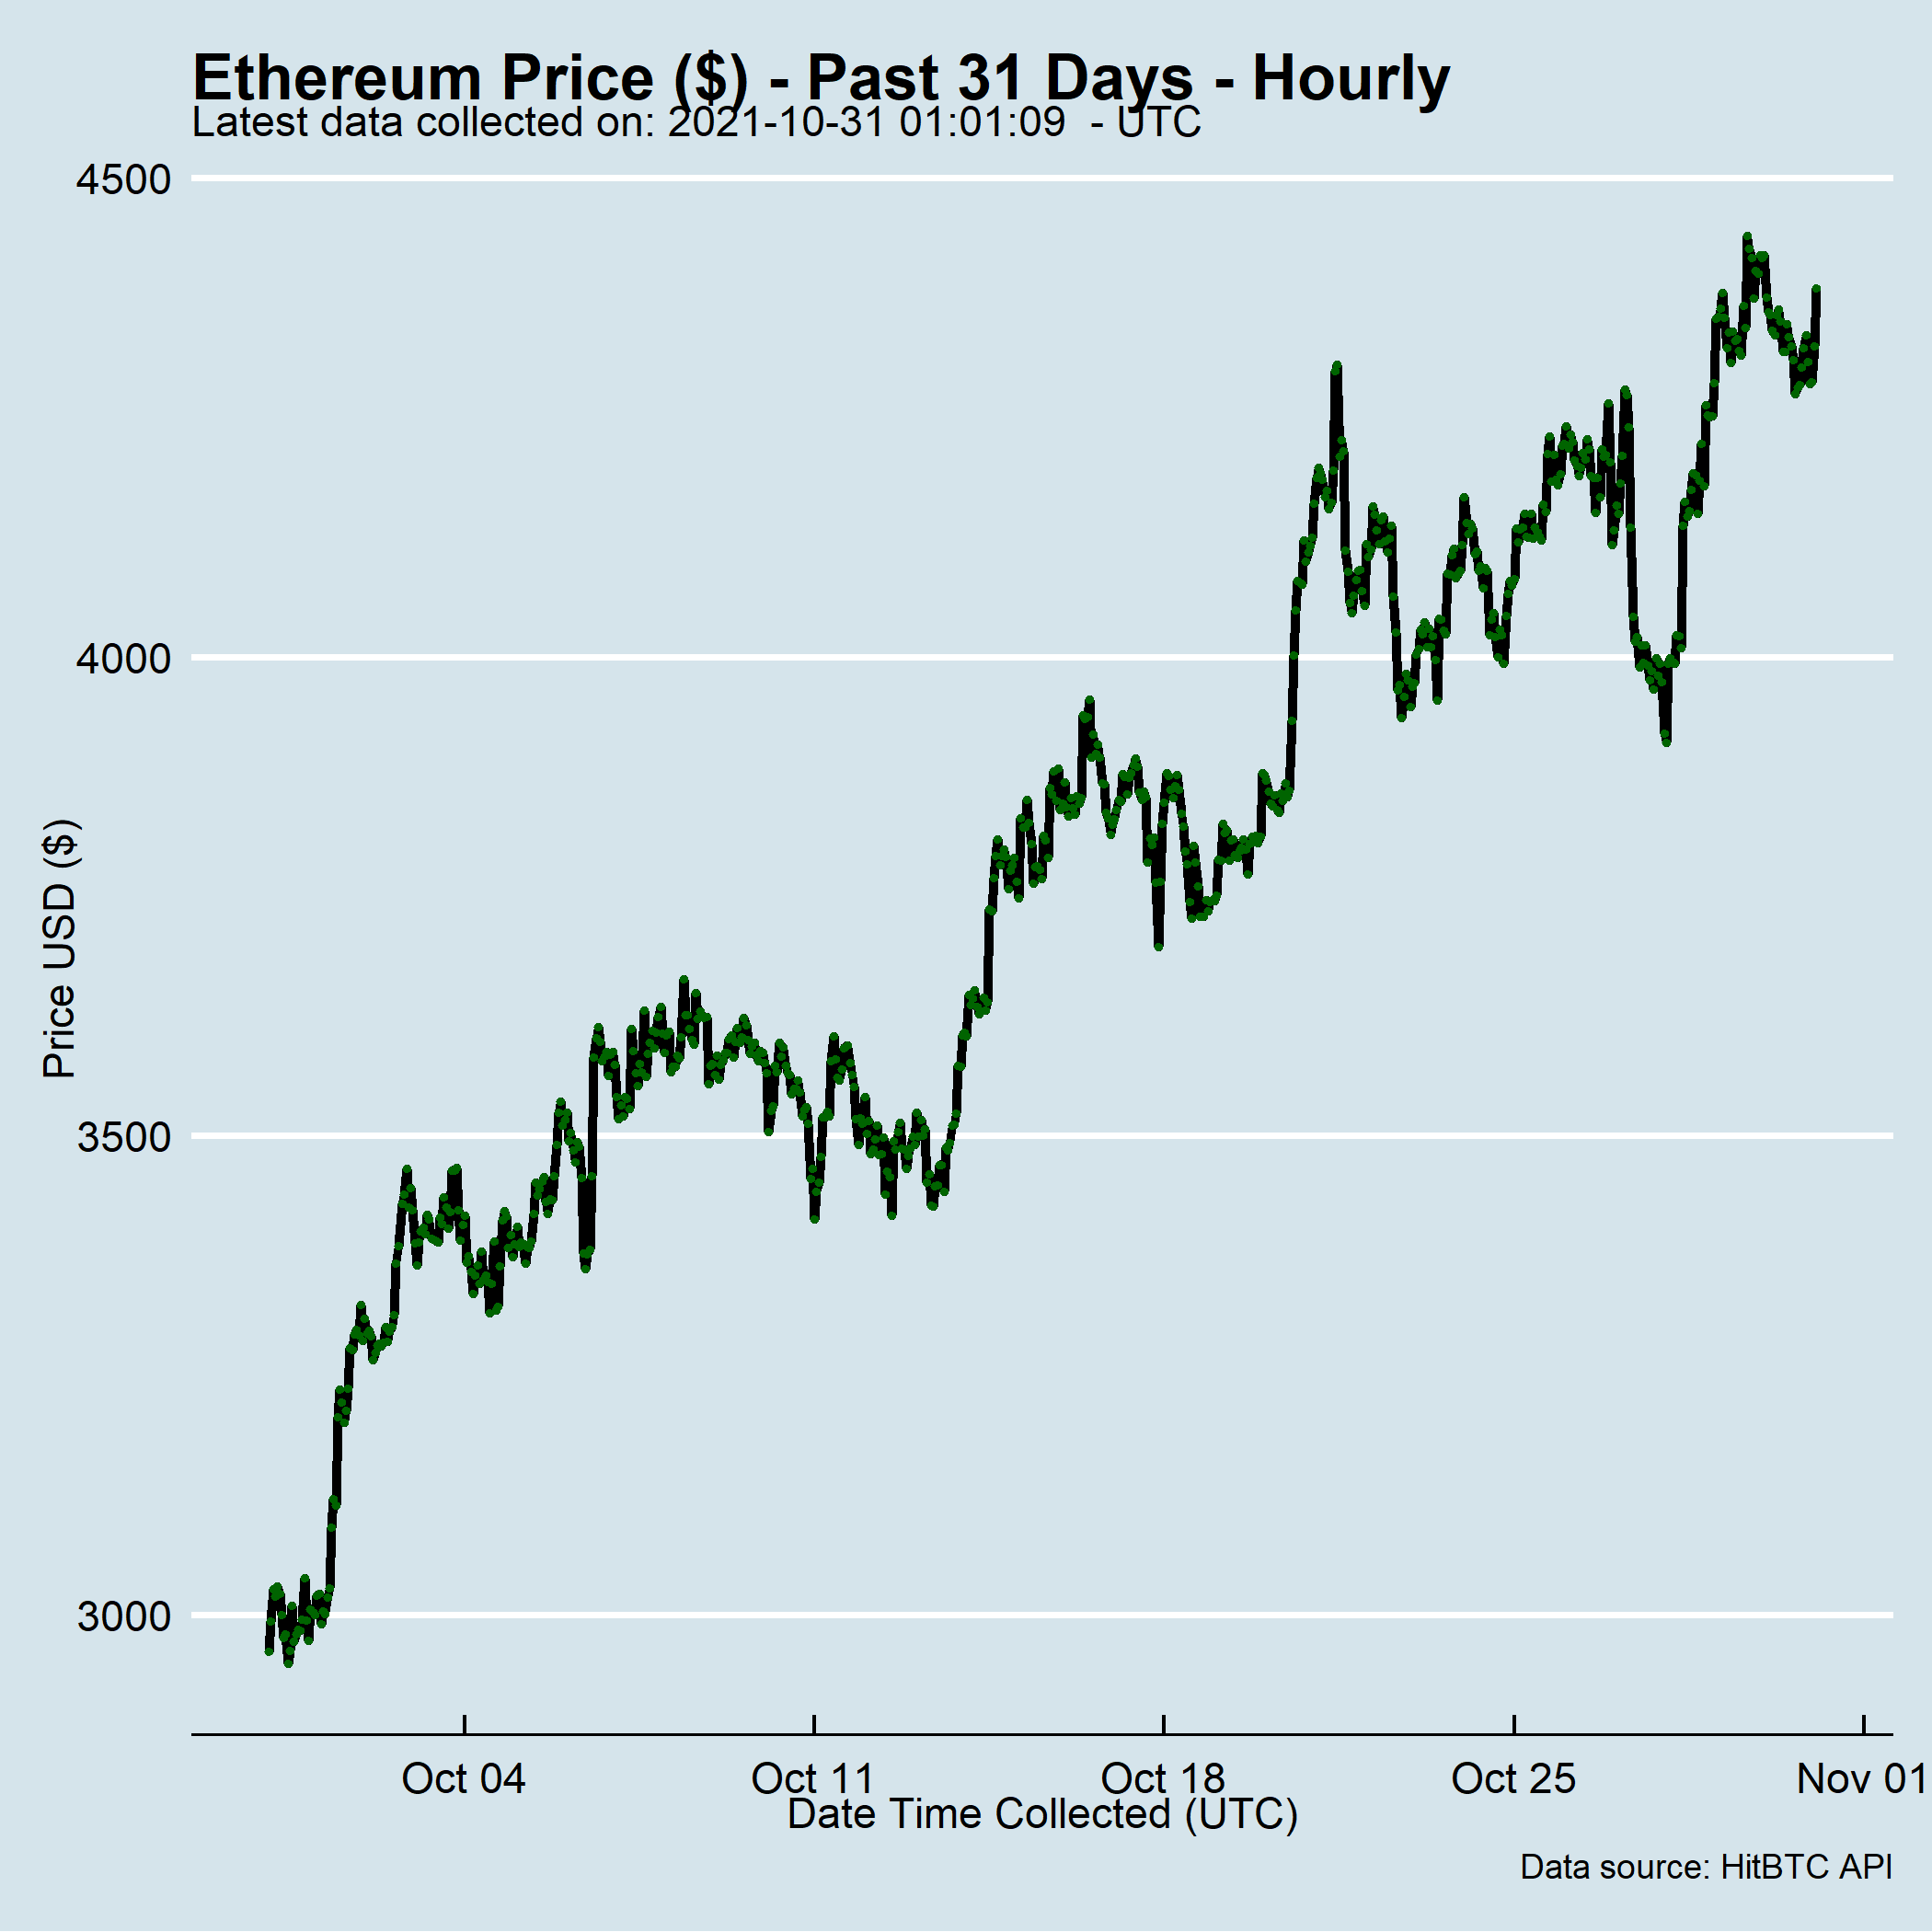 Ethereum Price ($) - Past 31 Days - Hourly
Latest data collected on: 2021-10-31 01:01:09  - UTC
4500
4000
3500
3000
Price USD ($)
Oct 04 Oct 11 Oct 18 Oct 25 Nov 01
Date Time Collected (UTC)
Data source: HitBTC API